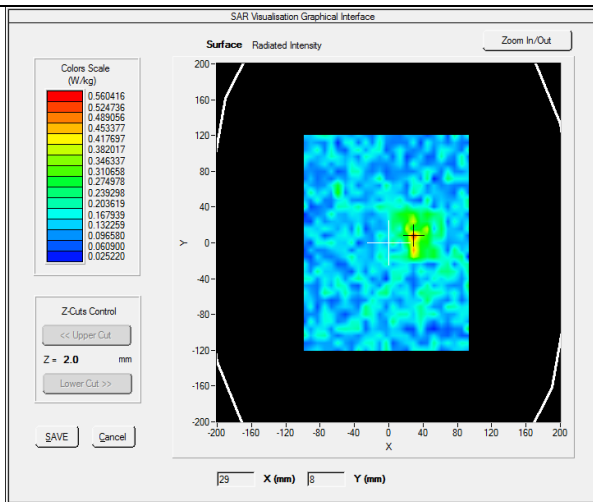 SAR Visualisation Graphical Interface
Surface Radiated Intensity
Zoom In/Out
Colors Scale
(W/kg)
0.560416
0.524736
0.489056
0.453377
0.417697
0.382017
0.346337
0.310658
0.274978
0.239298
0.203619
0.167939
0.132259
0.096580
0.060900
0.025220
Z-Cuts Control
<< Upper Cut
Z = 2.0 mm
Lower Cut >>
SAVE Cancel
200
160
120
80
40
0
-40
-80
-120
-160
-200
Y
-200 -160 -120 -80 -40 0 40 80 120 160 200
X
29 X (mm) 8 Y (mm)